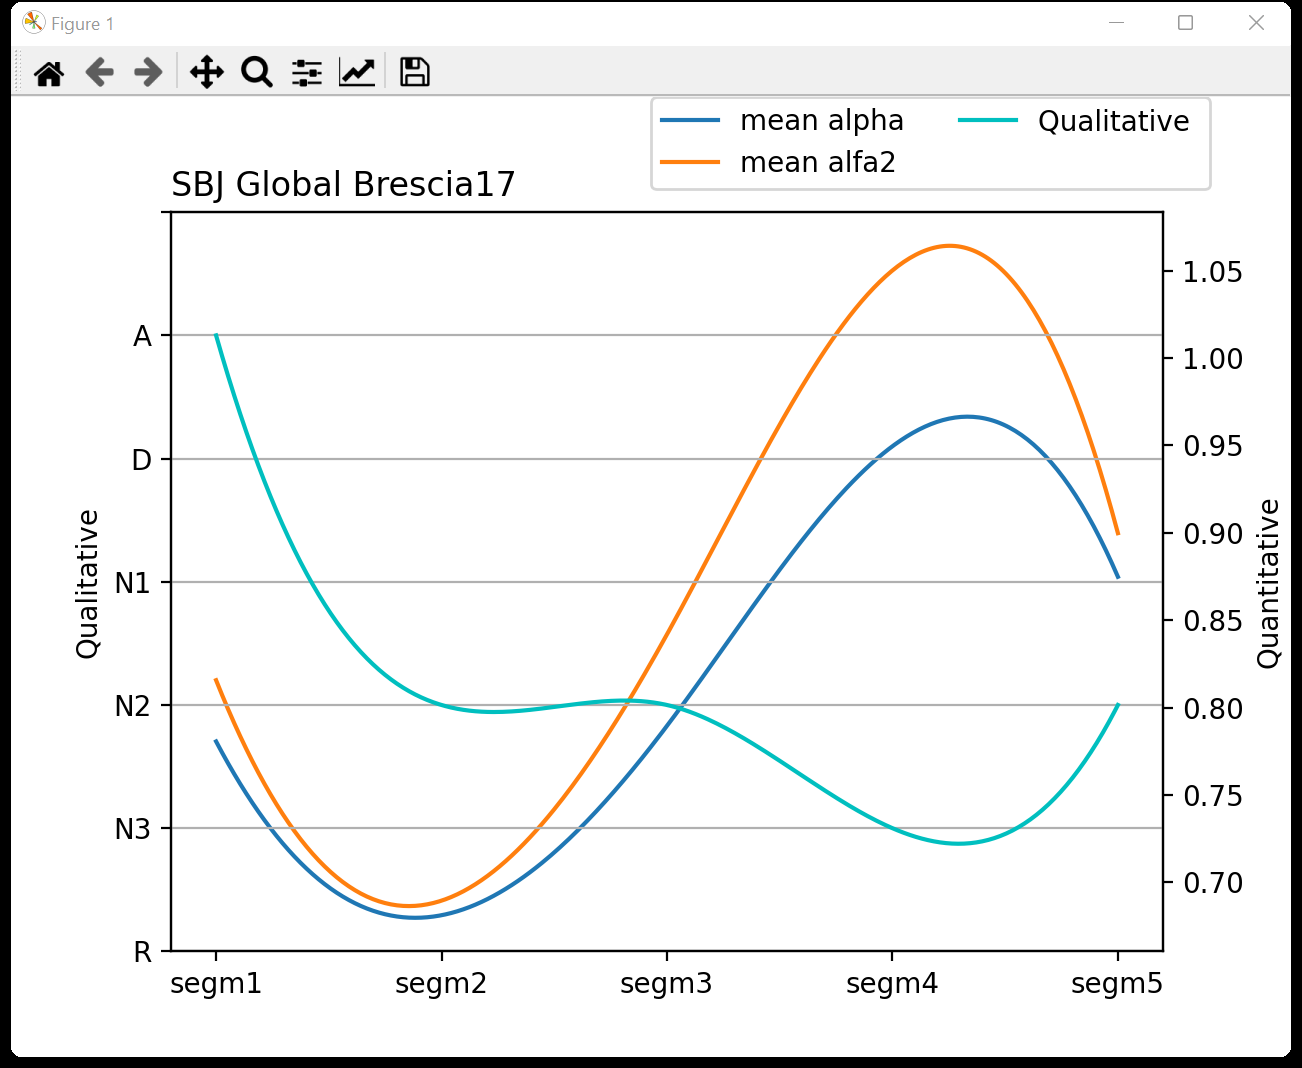 Figure 1
mean alpha
Qualitative
mean alfa2
SBJ Global Brescia17
A
D
N1
N2
N3
R
Qualitative
1.05
1.00
0.95
0.90
0.85
0.80
0.75
0.70
Quantitative
segm1
segm2
segm3
segm4
segm5